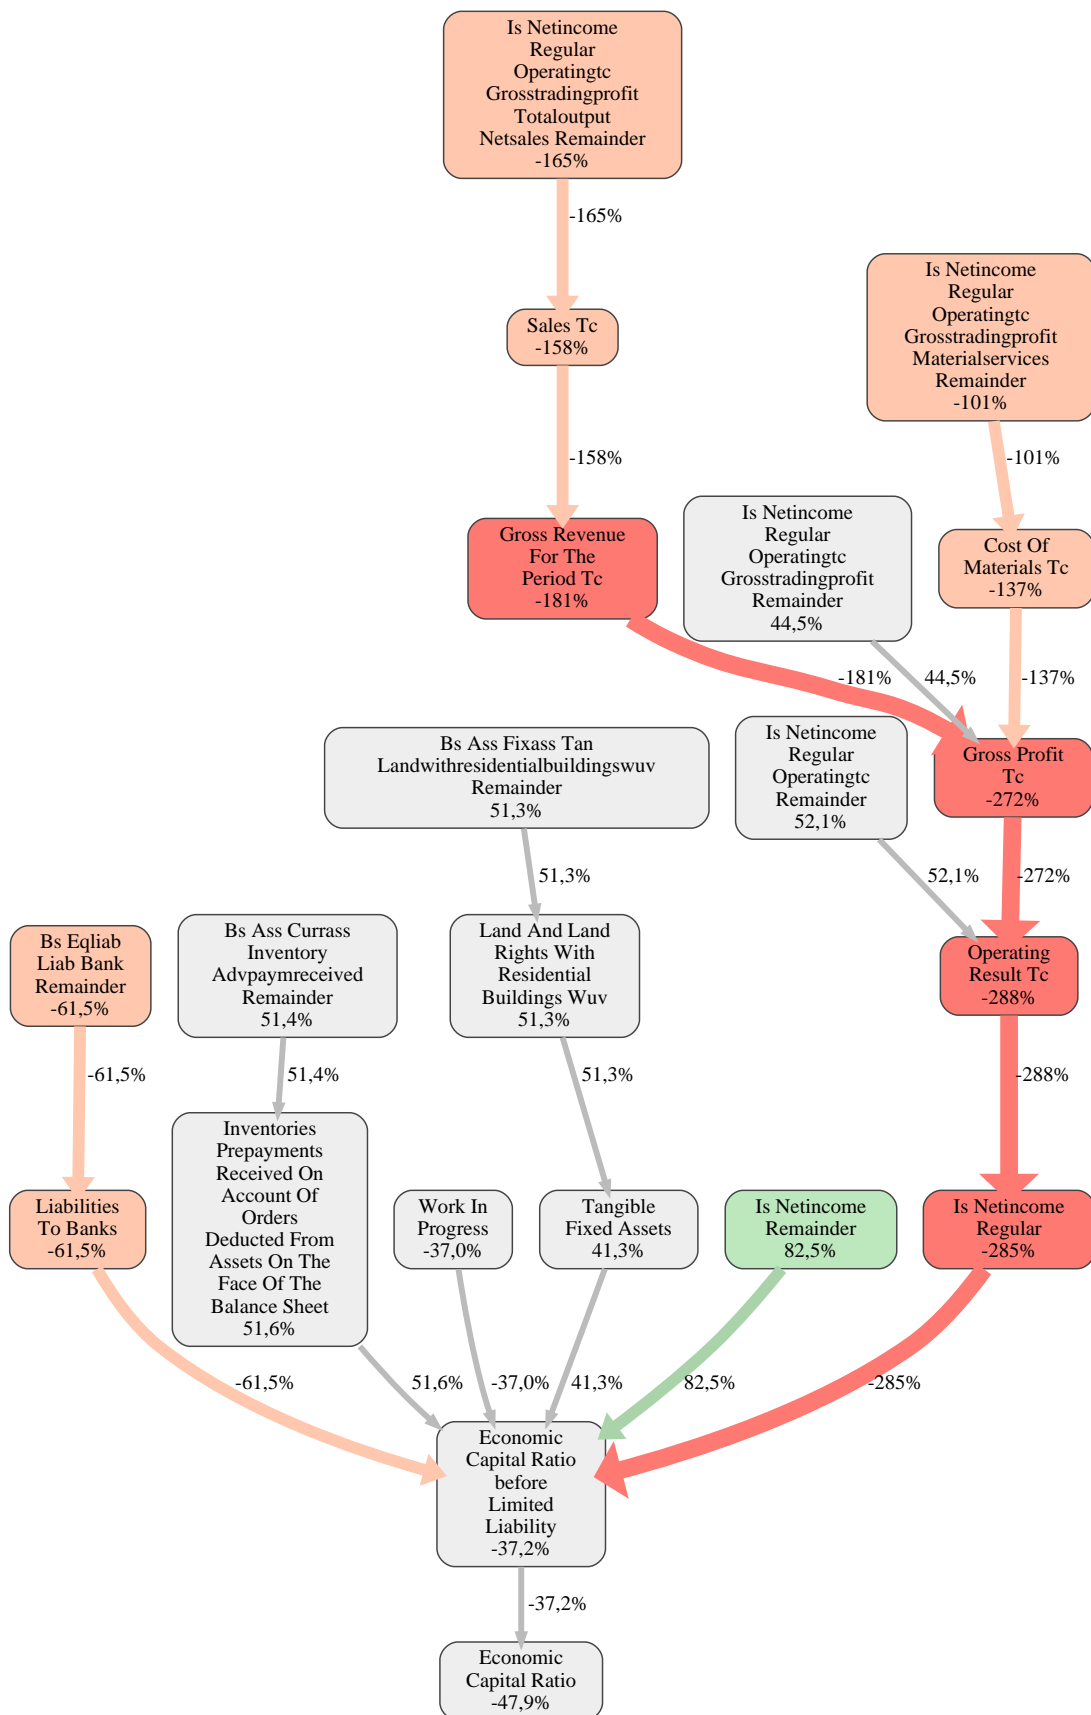 Is Netincome
Regular
Operatingtc
Grosstradingprofit
Totaloutput
Netsales Remainder
-165%
-165%
Sales Tc
-158%
Is Netincome
Regular
Operatingtc
Grosstradingprofit
Materialservices
Remainder
-101%
-158%
-101%
Gross Revenue
For The
Period Tc
-181%
Is Netincome
Regular
Operatingtc
Grosstradingprofit
Remainder
44,5%
Cost Of
Materials Tc
-137%
-181%
44,5%
-137%
Bs Ass Fixass Tan
Landwithresidentialbuildingswuv
Remainder
51,3%
Is Netincome
Regular
Operatingtc
Remainder
52,1%
Gross Profit
Tc
-272%
51,3%
52,1%
-272%
Bs Eqliab
Liab Bank
Remainder
-61,5%
Bs Ass Currass
Inventory
Advpaymreceived
Remainder
51,4%
Land And Land
Rights With
Residential
Buildings Wuv
51,3%
Operating
Result Tc
-288%
-61,5%
51,4%
51,3%
-288%
Liabilities
To Banks
-61,5%
Inventories
Prepayments
Received On
Account Of
Orders
Deducted From
Assets On The
Face Of The
Balance Sheet
51,6%
Work In
Progress
-37,0%
Tangible
Fixed Assets
41,3%
Is Netincome
Remainder
82,5%
Is Netincome
Regular
-285%
-61,5%
51,6%
-37,0%
41,3%
82,5%
-285%
Economic
Capital Ratio
before
Limited
Liability
-37,2%
-37,2%
Economic
Capital Ratio
-47,9%